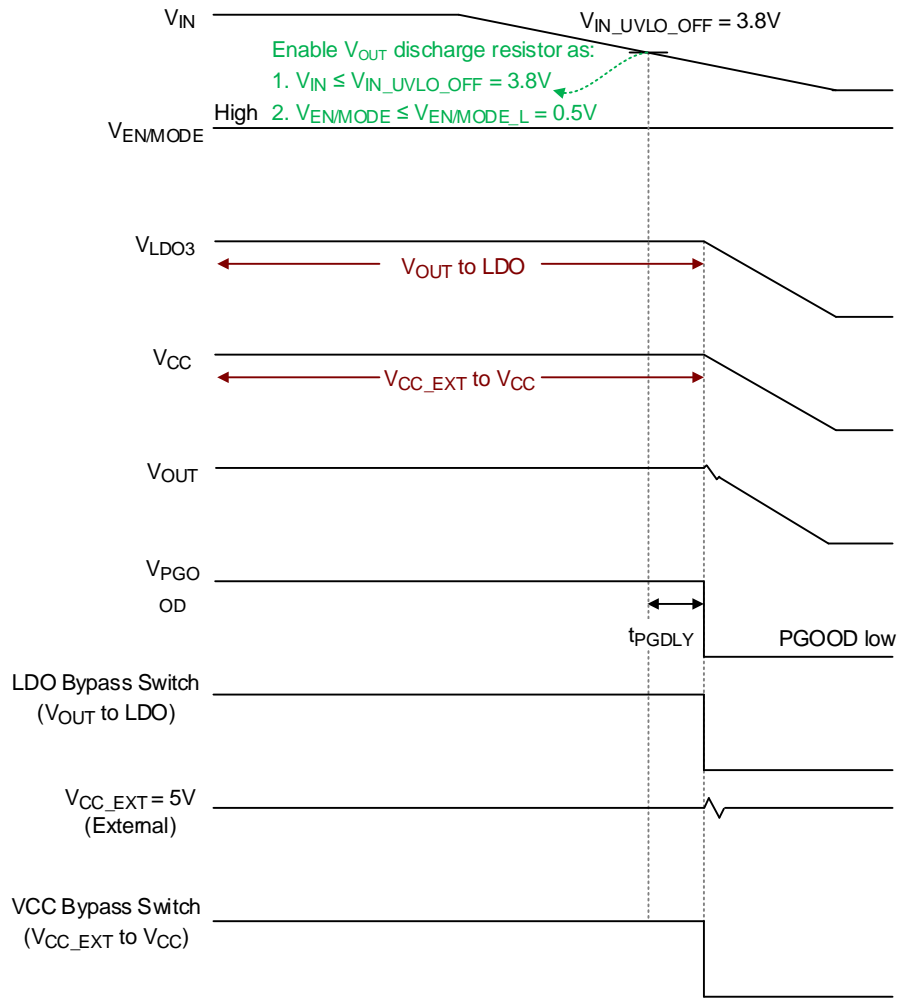 VIN
VIN_UVLO_OFF = 3.8V
Enable VOUT discharge resistor as:
1. VIN ≤ VIN_UVLO_OFF = 3.8V
2. VEN/MODE ≤ VEN/MODE_L = 0.5V
High
VEN/MODE
VLDO3
VOUT to LDO
VCC
VCC_EXT to VCC
VOUT
VPGO
OD
tPGDLY
PGOOD low
LDO Bypass Switch
(VOUT to LDO)
VCC_EXT = 5V
(External)
VCC Bypass Switch
(VCC_EXT to VCC)